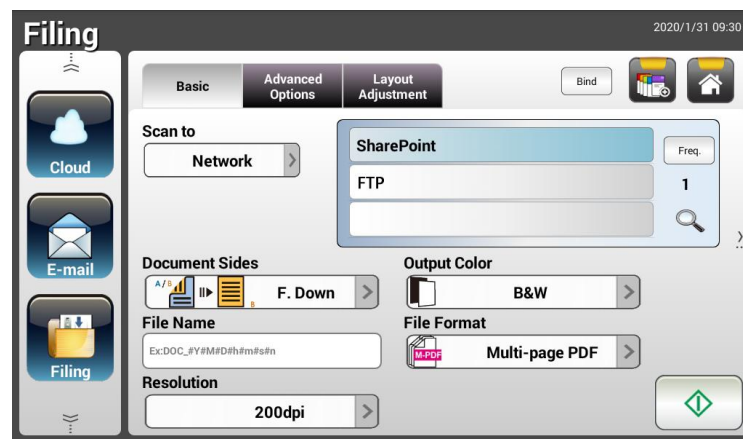 Filing
2020/1/31 09:30
Basic
Advanced
Options
Layout
Adjustment
Bind
Cloud
E-mail
Filing
Scan to
Network
SharePoint
FTP
Freq.
1
Document Sides
A/B
B
F. Down
Output Color
B&W
File Name
Ex:DOC_#Y#M#D#h#m#s#n
File Format
M-PDF
Multi-page PDF
Resolution
200dpi